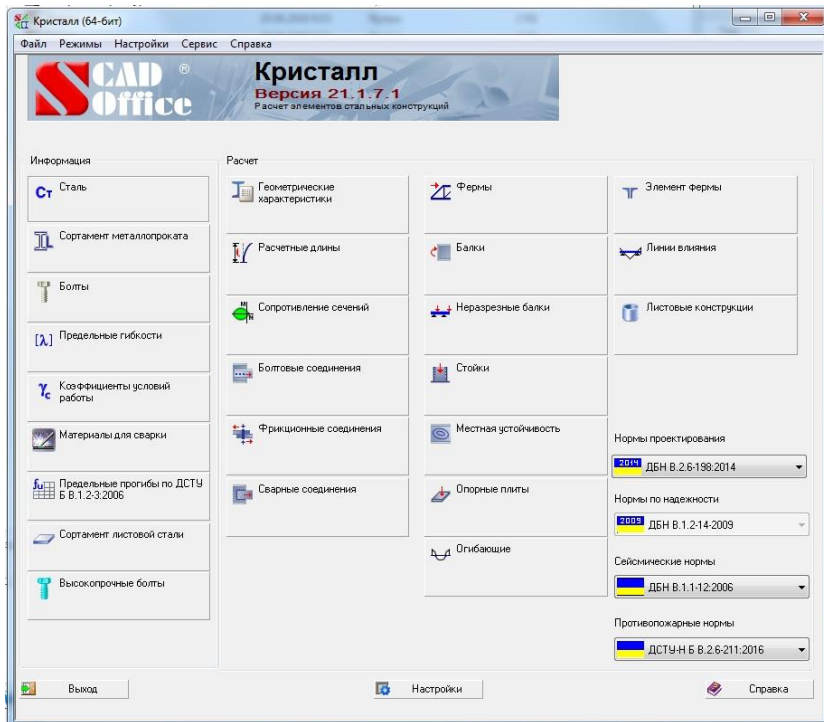 Кристалл (64-бит)
Файл Режимы Настройки Сервис Справка
SCAD ®
Office
Кристалл
Версия 21.1.7.1
Расчет элементов стальных конструкций
Информация
Ст Сталь
Сортамент металлопроката
Болты
[λ] Предельные гибкости
γc Коэффициенты условий
работы
Материалы для сварки
fu Предельные прогибы по ДСТУ
Б В.1.2-3:2006
Сортамент листовой стали
Высокопрочные болты
Расчет
Геометрические
характеристики
Расчетные длины
Сопротивление сечений
Болтовые соединения
Фрикционные соединения
Сварные соединения
Фермы
Балки
Неразрезные балки
Стойки
Местная устойчивость
Опорные плиты
Огибающие
Элемент фермы
Линии влияния
Листовые конструкции
Нормы проектирования
2014 ДБН В.2.6-198:2014
Нормы по надежности
2009 ДБН В.1.2-14-2009
Сейсмические нормы
ДБН В.1.1-12:2006
Противопожарные нормы
ДСТУ-Н Б В.2.6-211:2016
Выход
Настройки
Справка